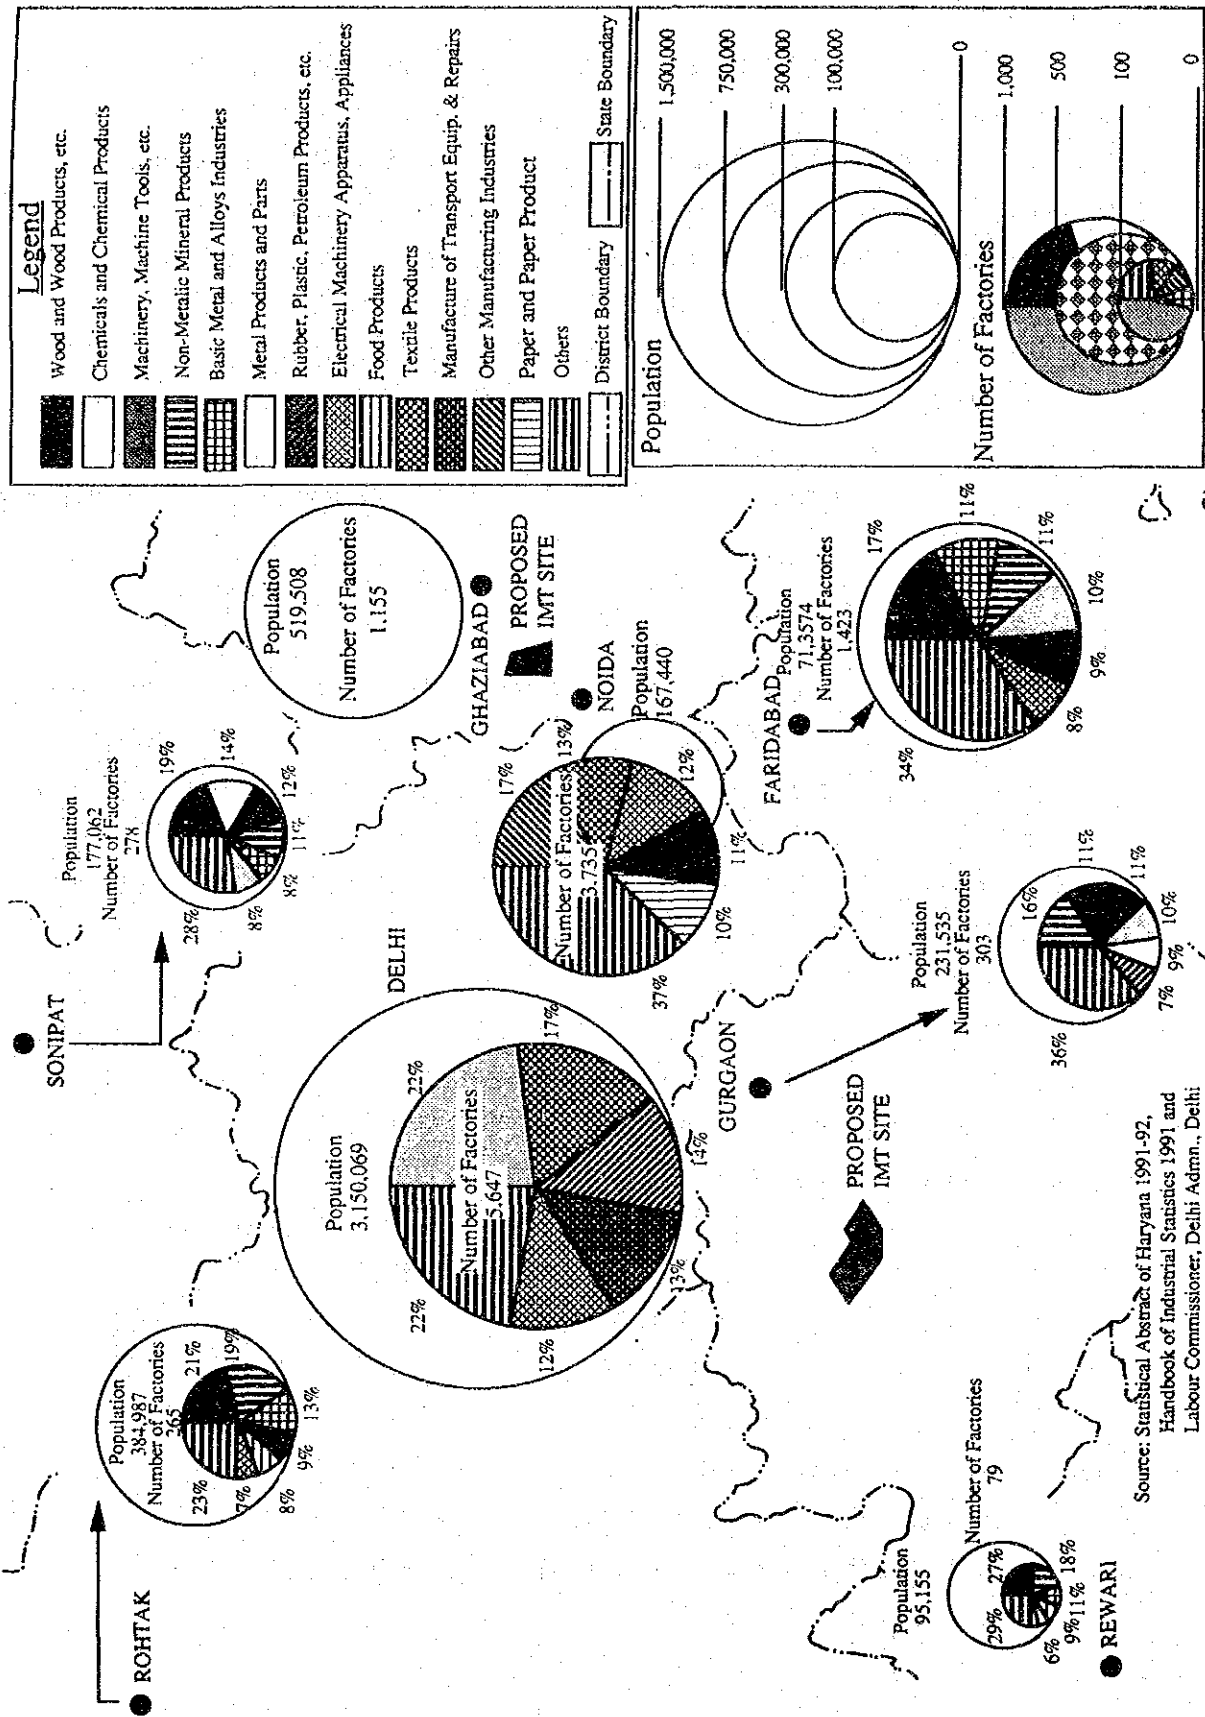 Legend
Wood and Wood Products, etc.
Chemicals and Chemical Products
Machinery, Machine Tools, etc.
Non-Metalic Mineral Products
Basic Metal and Alloys Industries
Metal Products and Parts
Rubber, Plastic, Petroleum Products, etc.
Electrical Machinery Apparatus, Appliances
Food Products
Textile Products
Manufacture of Transport Equip. & Repairs
Other Manufacturing Industries
Paper and Paper Product
Others
District Boundary
State Boundary
Population
1,500,000
750,000
300,000
100,000
0
Number of Factories
1,000
500
100
0
ROHTAK
Population
384,987
Number of Factories
265
21%
19%
13%
9%
8%
7%
23%
SONIPAT
Population
177,062
Number of Factories
278
19%
14%
12%
11%
8%
8%
28%
Population
519,508
Number of Factories
1,155
GHAZIABAD
PROPOSED
IMT SITE
DELHI
Population
3,150,069
Number of Factories
5,647
22%
17%
14%
13%
12%
22%
NOIDA
Population
167,440
Number of Factories
3,735
17%
13%
12%
11%
10%
37%
FARIDABAD
Population
71,3574
Number of Factories
1,423
17%
11%
11%
10%
9%
8%
34%
GURGAON
Population
231,535
Number of Factories
303
16%
11%
11%
10%
9%
7%
36%
PROPOSED
IMT SITE
REWARI
Population
95,155
Number of Factories
79
27%
18%
11%
9%
6%
29%
Source: Statistical Abstract of Haryana 1991-92,
Handbook of Industrial Statistics 1991 and
Labour Commissioner, Delhi Admn., Delhi